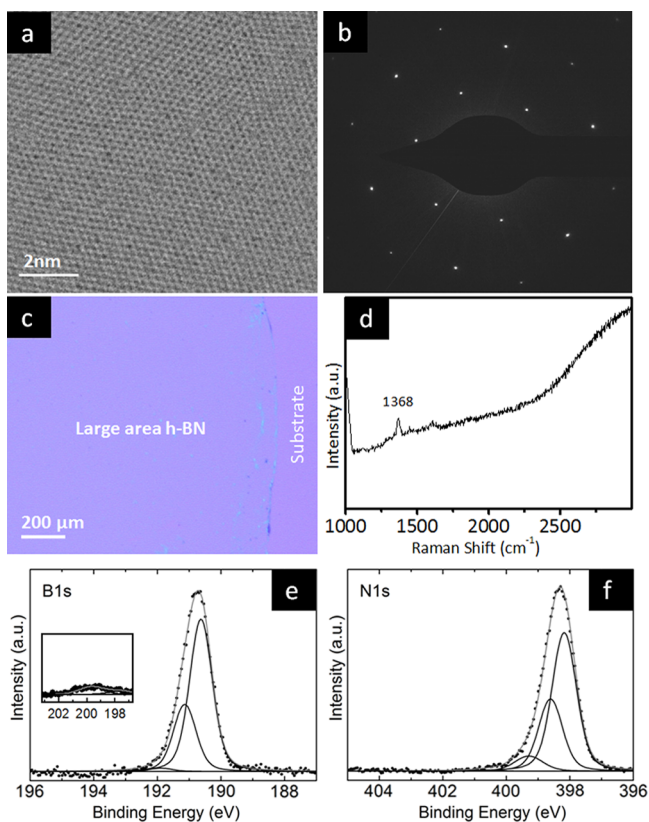 a
2nm
b
c
Large area h-BN
Substrate
200 µm
d
1368
Intensity (a.u.)
1000 1500 2000 2500
Raman Shift (cm⁻¹)
B1s
e
Intensity (a.u.)
202 200 198
196 194 192 190 188
Binding Energy (eV)
N1s
f
Intensity (a.u.)
404 402 400 398 396
Binding Energy (eV)